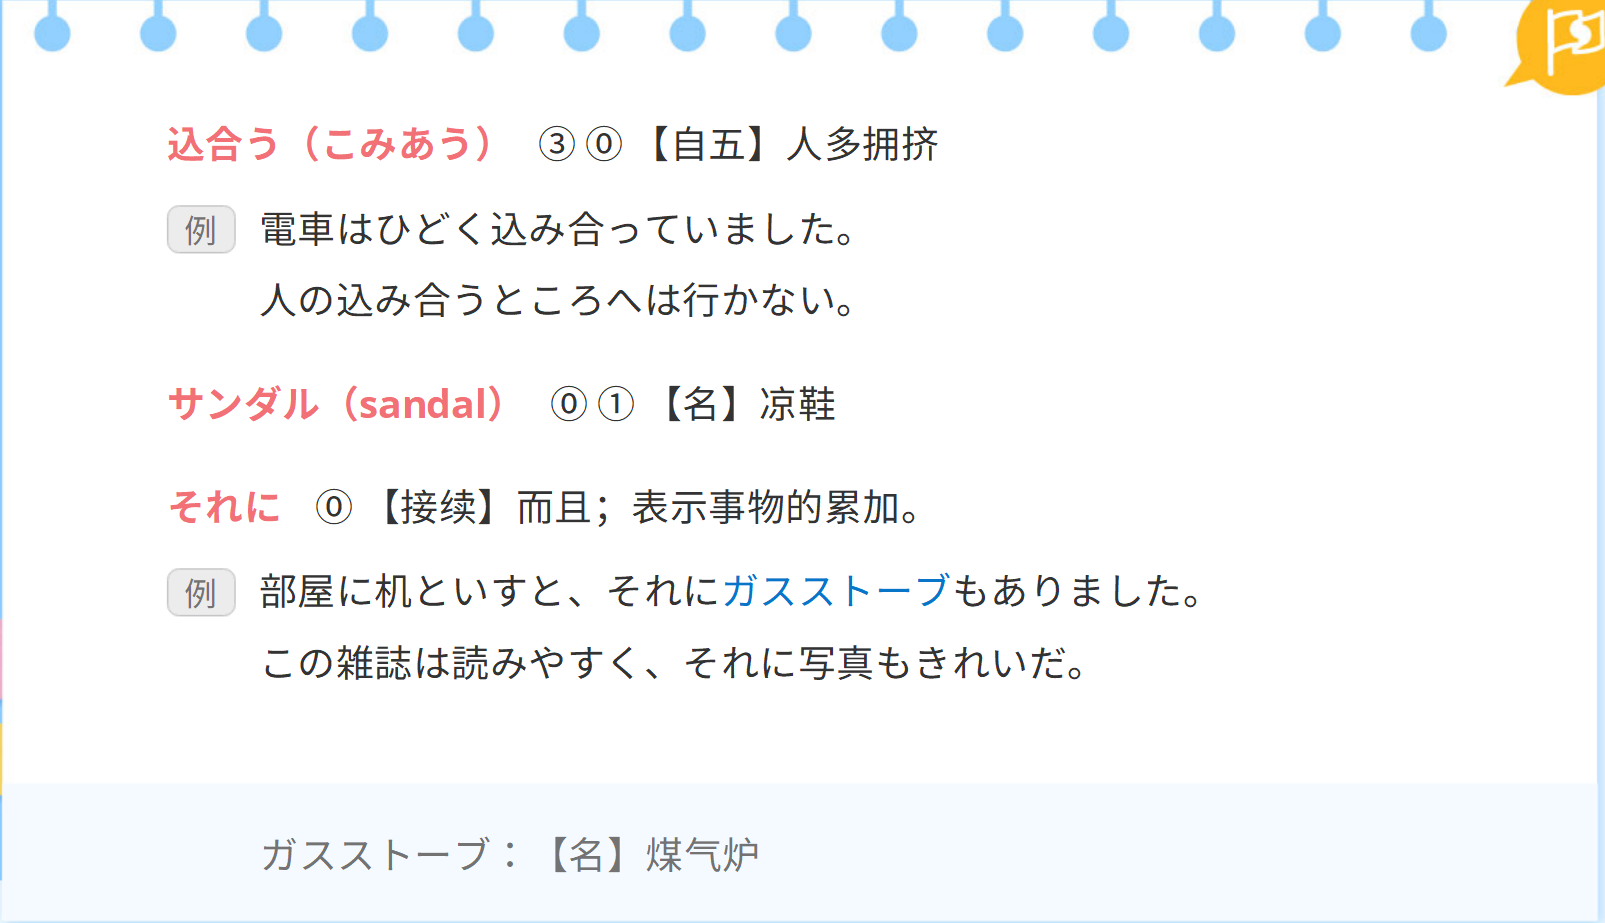 込合う（こみあう） ③⓪【自五】人多拥挤
例 電車はひどく込み合っていました。
人の込み合うところへは行かない。
サンダル（sandal） ⓪①【名】凉鞋
それに ⓪【接续】而且；表示事物的累加。
例 部屋に机といすと、それにガスストーブもありました。
この雑誌は読みやすく、それに写真もきれいだ。
ガスストーブ：【名】煤气炉